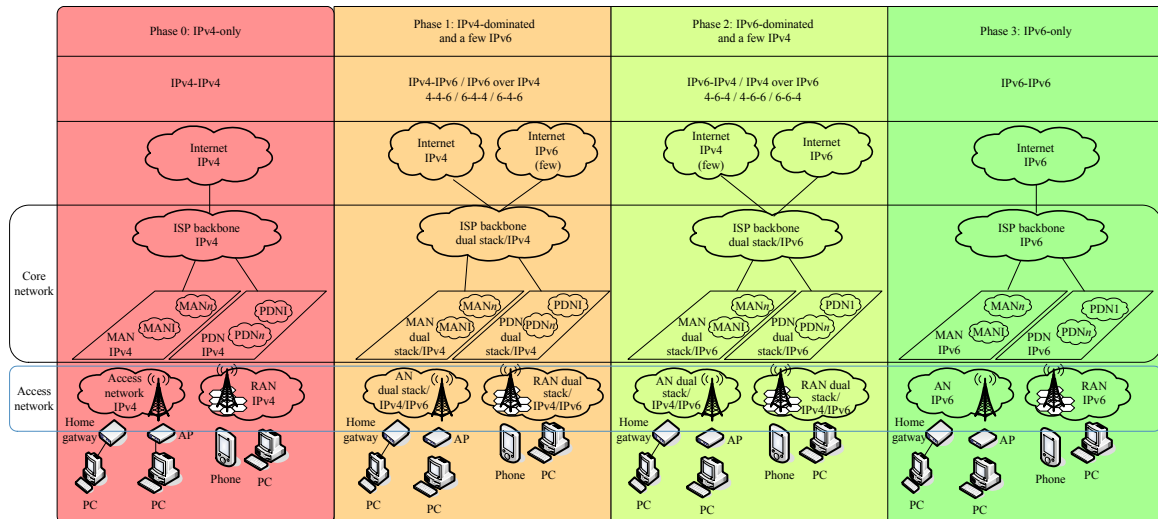 Phase 0: IPv4-only
Phase 1: IPv4-dominated
and a few IPv6
Phase 2: IPv6-dominated
and a few IPv4
Phase 3: IPv6-only
IPv4-IPv4
IPv4-IPv6 / IPv6 over IPv4
4-4-6 / 6-4-4 / 6-4-6
IPv6-IPv4 / IPv4 over IPv6
4-6-4 / 4-6-6 / 6-6-4
IPv6-IPv6
Internet
IPv4
Internet
IPv4
Internet
IPv6
(few)
Internet
IPv4
(few)
Internet
IPv6
Internet
IPv6
Core
network
ISP backbone
IPv4
ISP backbone
dual stack/IPv4
ISP backbone
dual stack/IPv6
ISP backbone
IPv6
MANn
MANl
MAN
IPv4
PDNl
PDNn
PDN
IPv4
MANn
MANl
MAN
dual
stack/IPv4
PDNl
PDNn
PDN
dual
stack/IPv4
MANn
MANl
MAN
dual
stack/IPv6
PDN1
PDNn
PDN
dual
stack/IPv6
MANn
MANl
MAN
IPv6
PDN1
PDNn
PDN
IPv6
Access
network
Access
network
IPv4
RAN
IPv4
AN dual stack/
IPv4/IPv6
RAN dual
stack/
IPv4/IPv6
AN dual
stack/
IPv4/IPv6
RAN dual
stack/
IPv4/IPv6
AN
IPv6
RAN
IPv6
Home
gatway
AP
PC
PC
Phone
PC
Home
gatway
AP
PC
PC
Phone
PC
Home
gatway
AP
PC
PC
Phone
PC
Home
gatway
AP
PC
PC
Phone
PC